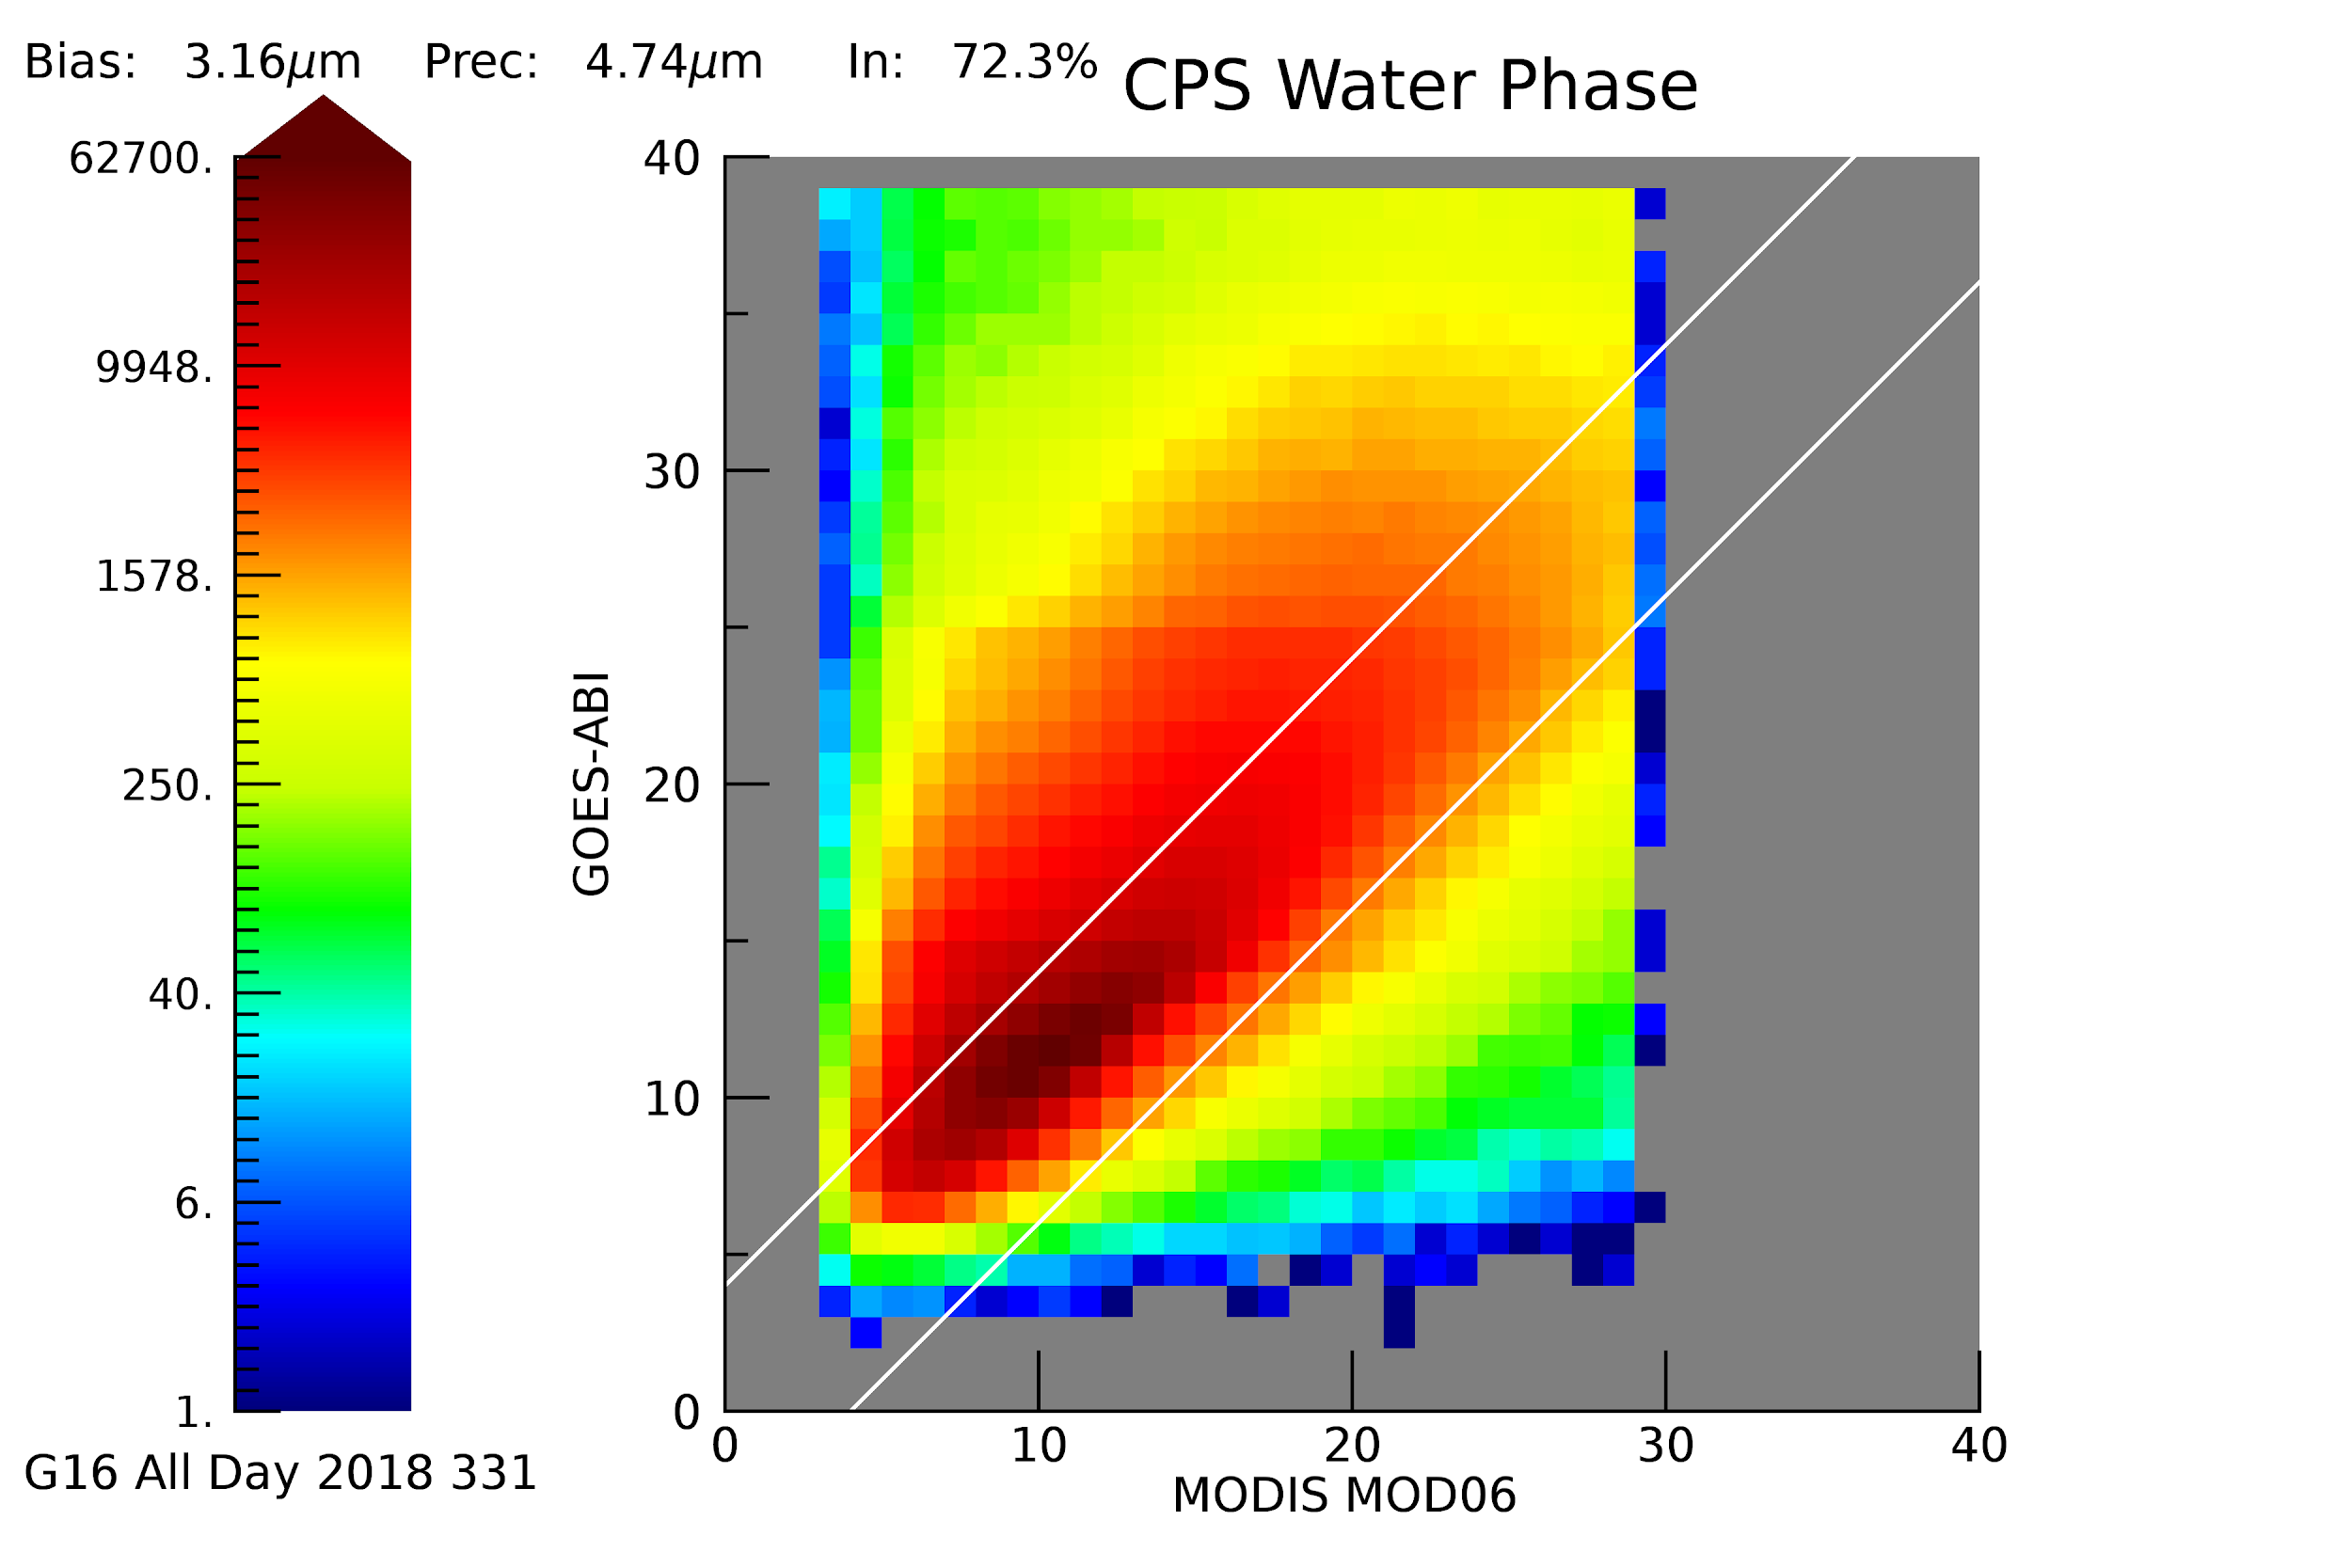 Bias: 3.16μm Prec: 4.74μm In: 72.3%
CPS Water Phase
62700.
9948.
1578.
250.
40.
6.
1.
GOES-ABI
40
30
20
10
0
0 10 20 30 40
MODIS MOD06
G16 All Day 2018 331